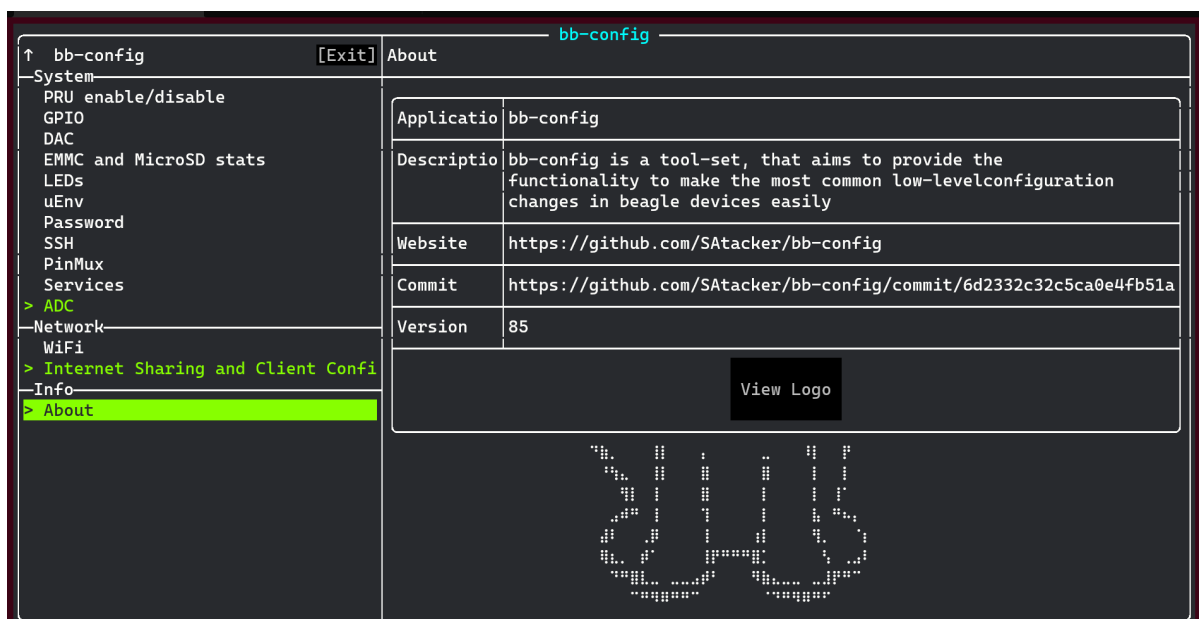 bb-config
↑ bb-config [Exit]
System
PRU enable/disable
GPIO
DAC
EMMC and MicroSD stats
LEDs
uEnv
Password
SSH
PinMux
Services
> ADC
Network
WiFi
> Internet Sharing and Client Confi
Info
> About
About
Applicatio bb-config
Descriptio bb-config is a tool-set, that aims to provide the
functionality to make the most common low-levelconfiguration
changes in beagle devices easily
Website https://github.com/SAtacker/bb-config
Commit https://github.com/SAtacker/bb-config/commit/6d2332c32c5ca0e4fb51a
Version 85
View Logo